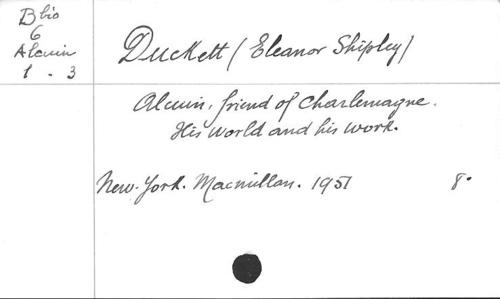 B bio
6
Alcuin
1 - 3
Duckett (Eleanor Shipley)
Alcuin, friend of Charlemagne.
His world and his work.
New-York. Macmillan. 1951 8°